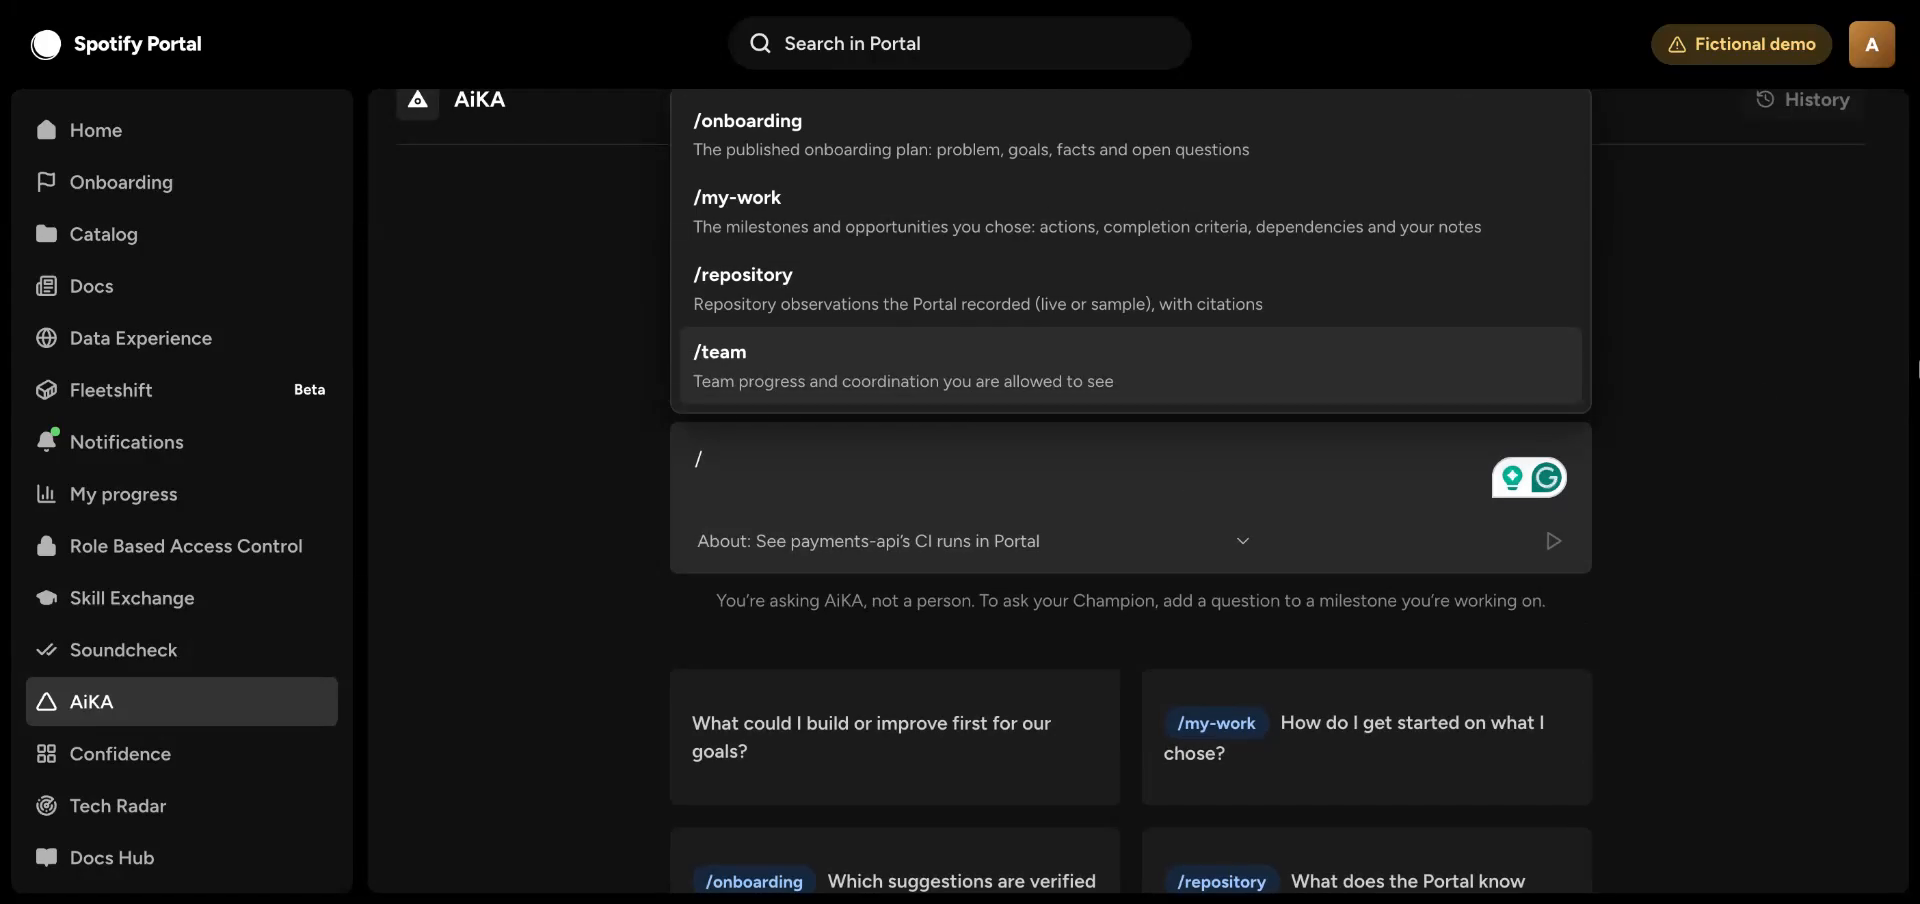 Spotify Portal
Search in Portal
Fictional demo
A
Home
Onboarding
Catalog
Docs
Data Experience
Fleetshift
Beta
Notifications
My progress
Role Based Access Control
Skill Exchange
Soundcheck
AiKA
Confidence
Tech Radar
Docs Hub
AiKA
History
/onboarding
The published onboarding plan: problem, goals, facts and open questions
/my-work
The milestones and opportunities you chose: actions, completion criteria, dependencies and your notes
/repository
Repository observations the Portal recorded (live or sample), with citations
/team
Team progress and coordination you are allowed to see
/
About: See payments-api’s CI runs in Portal
You’re asking AiKA, not a person. To ask your Champion, add a question to a milestone you’re working on.
What could I build or improve first for our
goals?
/my-work How do I get started on what I
chose?
/onboarding Which suggestions are verified
/repository What does the Portal know